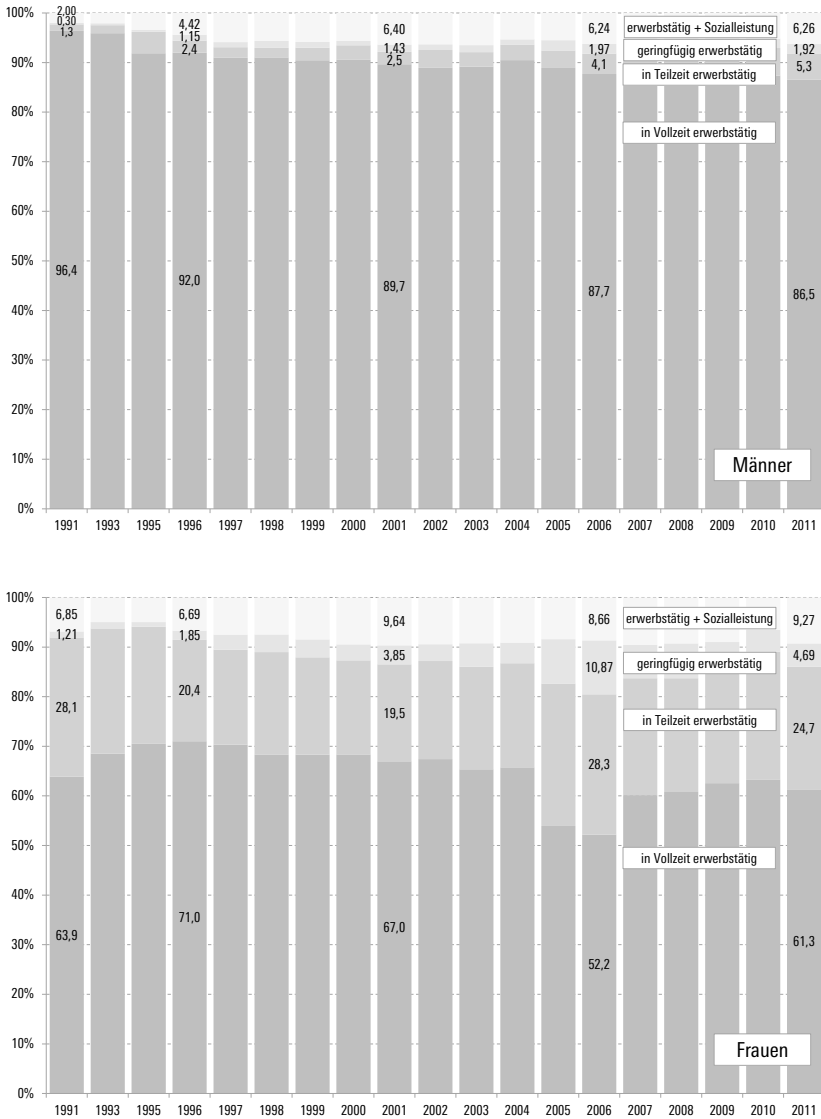 100% 2,00 4,42 6,40 6,24 erwerbstätig + Sozialleistung 6,26
0,30 1,15 1,43 1,97 geringfügig erwerbstätig 1,92
90% 1,3 2,4 2,5 4,1 in Teilzeit erwerbstätig 5,3
80%
in Vollzeit erwerbstätig
70%
60%
50% 96,4 92,0 89,7 87,7 86,5
40%
30%
20%
10% Männer
0%
1991 1993 1995 1996 1997 1998 1999 2000 2001 2002 2003 2004 2005 2006 2007 2008 2009 2010 2011
100%
6,85 6,69 9,64 8,66 erwerbstätig + Sozialleistung 9,27
90% 1,21 1,85 3,85 10,87 geringfügig erwerbstätig 4,69
80% 28,1 20,4 19,5 28,3 in Teilzeit erwerbstätig 24,7
70%
60%
50% in Vollzeit erwerbstätig
40%
30% 63,9 71,0 67,0 52,2 61,3
20%
10% Frauen
0%
1991 1993 1995 1996 1997 1998 1999 2000 2001 2002 2003 2004 2005 2006 2007 2008 2009 2010 2011